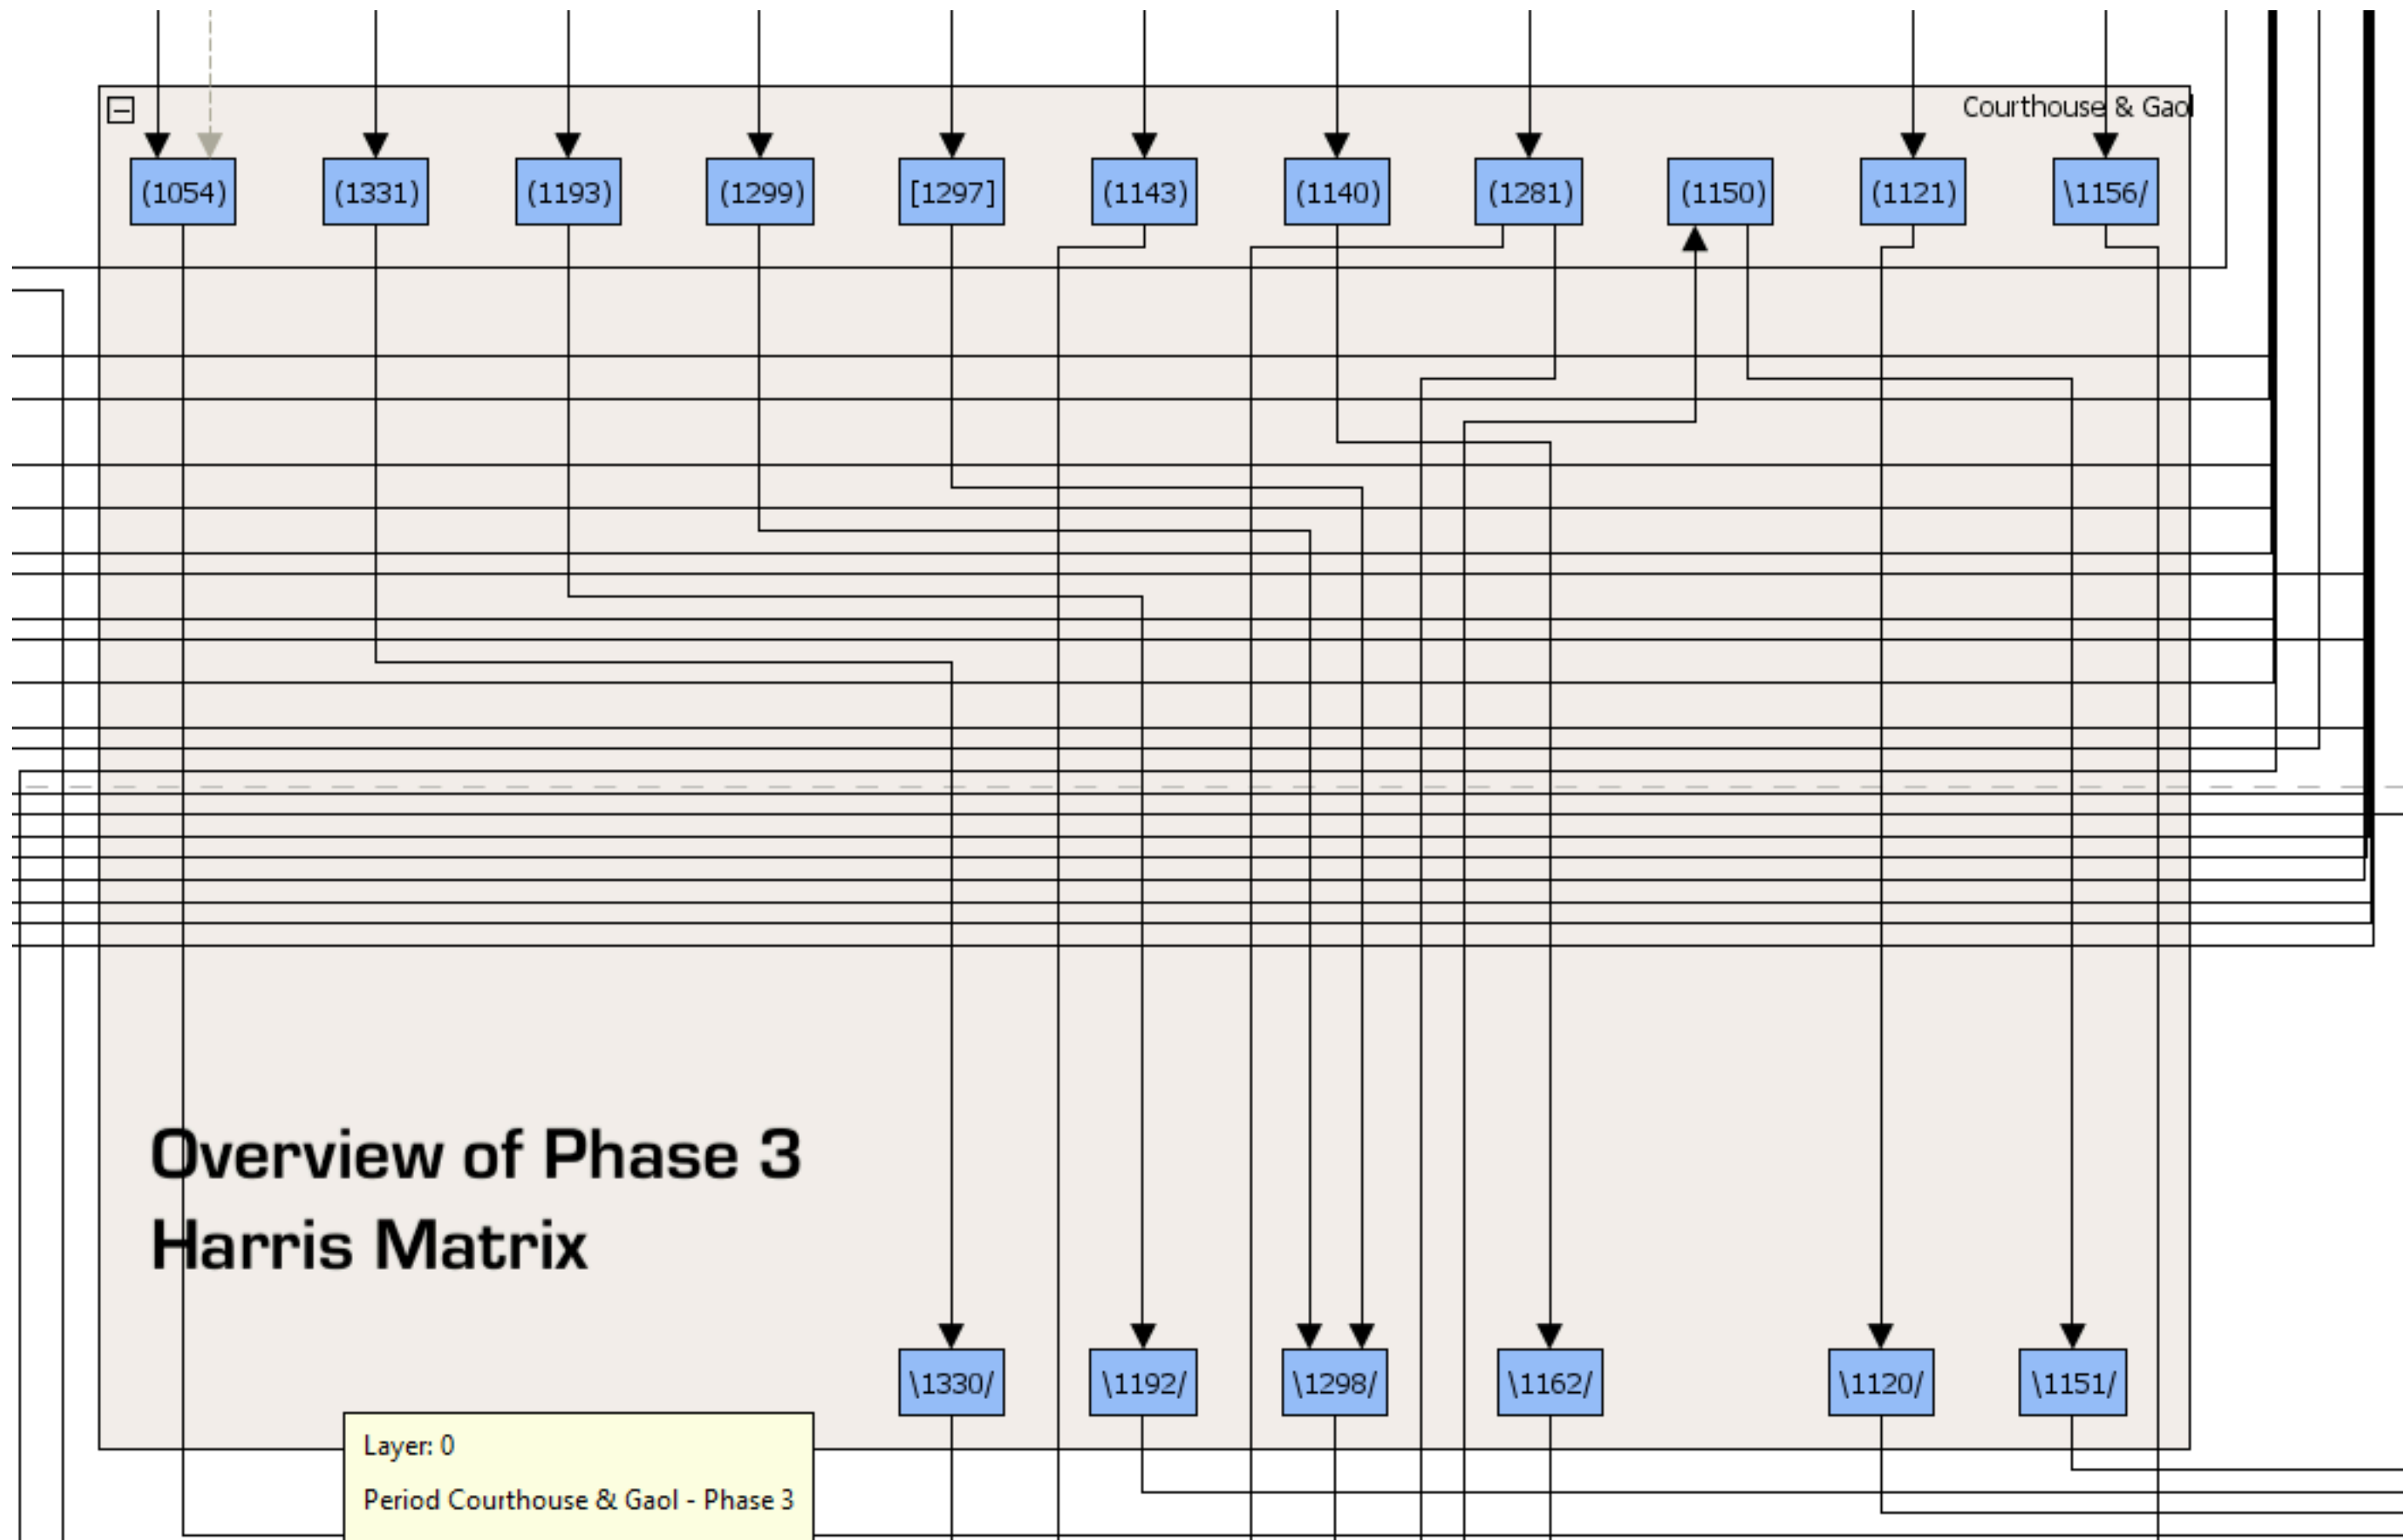 Courthouse & Gaol
(1054) (1331) (1193) (1299) [1297] (1143) (1140) (1281) (1150) (1121) \1156/
Overview of Phase 3
Harris Matrix
\1330/ \1192/ \1298/ \1162/ \1120/ \1151/
Layer: 0
Period Courthouse & Gaol - Phase 3